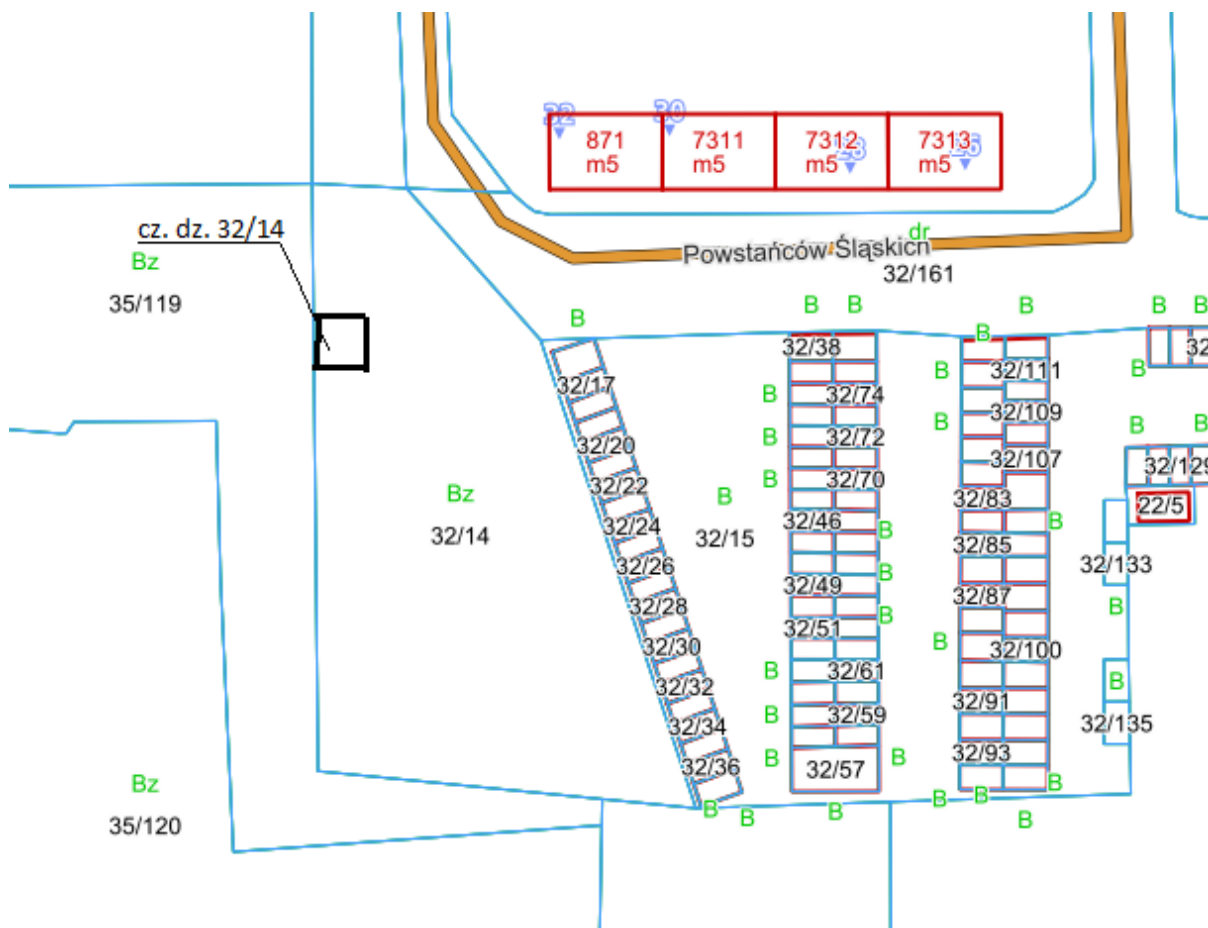 32
30
871
m5
7311
m5
7312
m5
28
7313
m5
26
cz. dz. 32/14
dr
Powstańców Śląskich
32/161
Bz
35/119
B
B
B
B
B
B
B
B
32/38
32/17
32/111
B
B
B
32/74
32/109
B
B
B
32/20
B
32/72
32/107
32/129
32/22
B
32/70
Bz
B
32/83
22/5
32/14
32/24
32/15
32/46
B
B
32/85
32/26
32/49
B
32/133
32/28
32/87
B
B
32/51
32/30
B
32/100
32/32
B
32/61
B
32/91
32/34
B
32/59
32/135
32/36
B
32/57
B
32/93
B
Bz
35/120
B
B
B
B
B
B